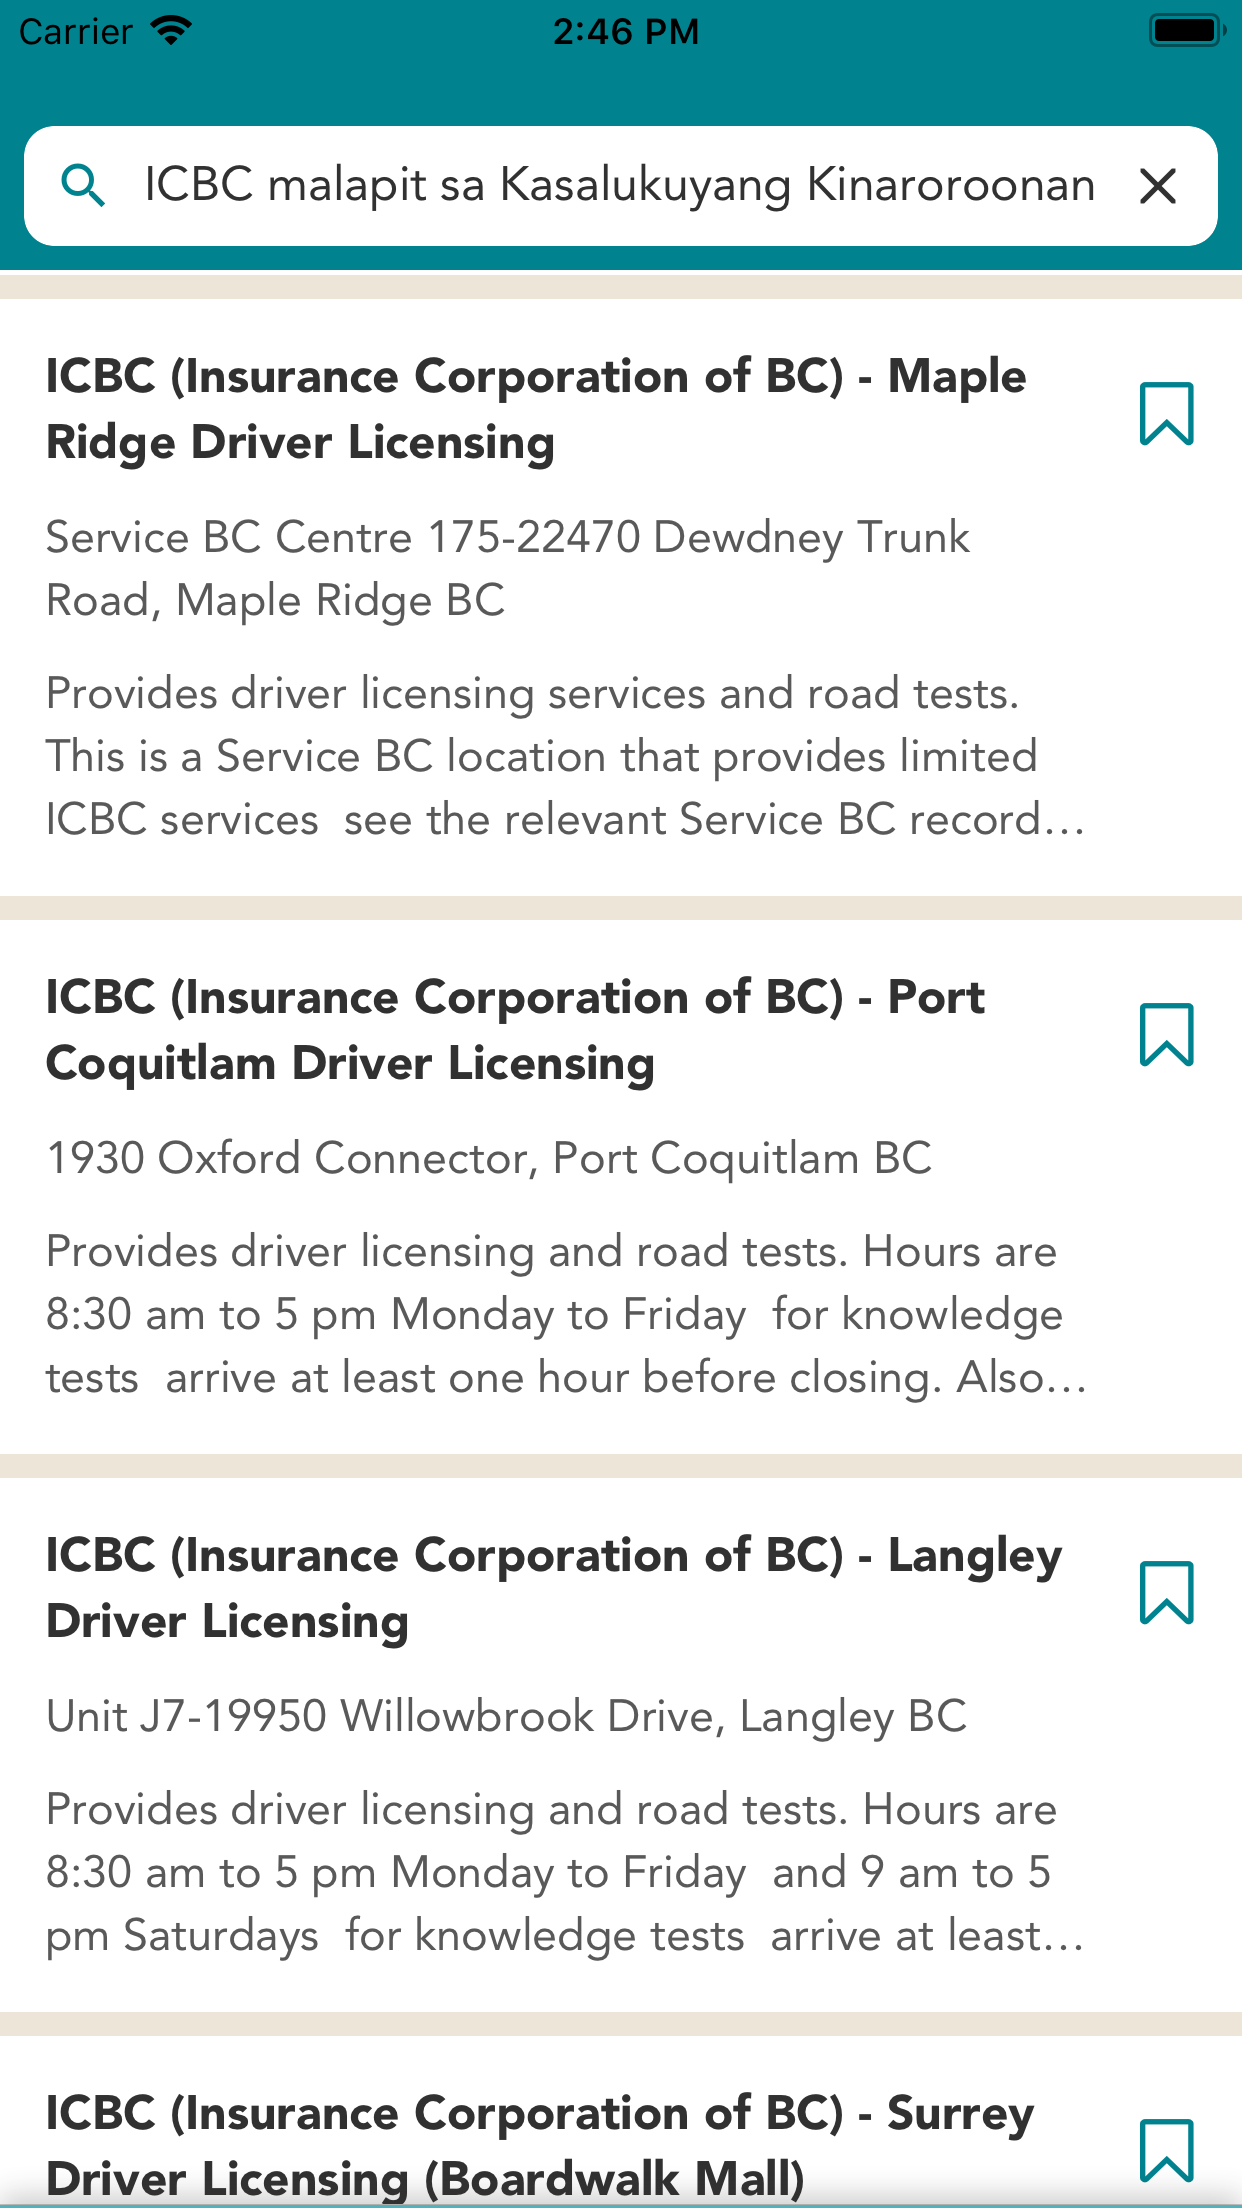 Carrier
2:46 PM
ICBC malapit sa Kasalukuyang Kinaroroonan
ICBC (Insurance Corporation of BC) - Maple
Ridge Driver Licensing
Service BC Centre 175-22470 Dewdney Trunk
Road, Maple Ridge BC
Provides driver licensing services and road tests.
This is a Service BC location that provides limited
ICBC services  see the relevant Service BC record...
ICBC (Insurance Corporation of BC) - Port
Coquitlam Driver Licensing
1930 Oxford Connector, Port Coquitlam BC
Provides driver licensing and road tests. Hours are
8:30 am to 5 pm Monday to Friday  for knowledge
tests  arrive at least one hour before closing. Also...
ICBC (Insurance Corporation of BC) - Langley
Driver Licensing
Unit J7-19950 Willowbrook Drive, Langley BC
Provides driver licensing and road tests. Hours are
8:30 am to 5 pm Monday to Friday  and 9 am to 5
pm Saturdays  for knowledge tests  arrive at least...
ICBC (Insurance Corporation of BC) - Surrey
Driver Licensing (Boardwalk Mall)